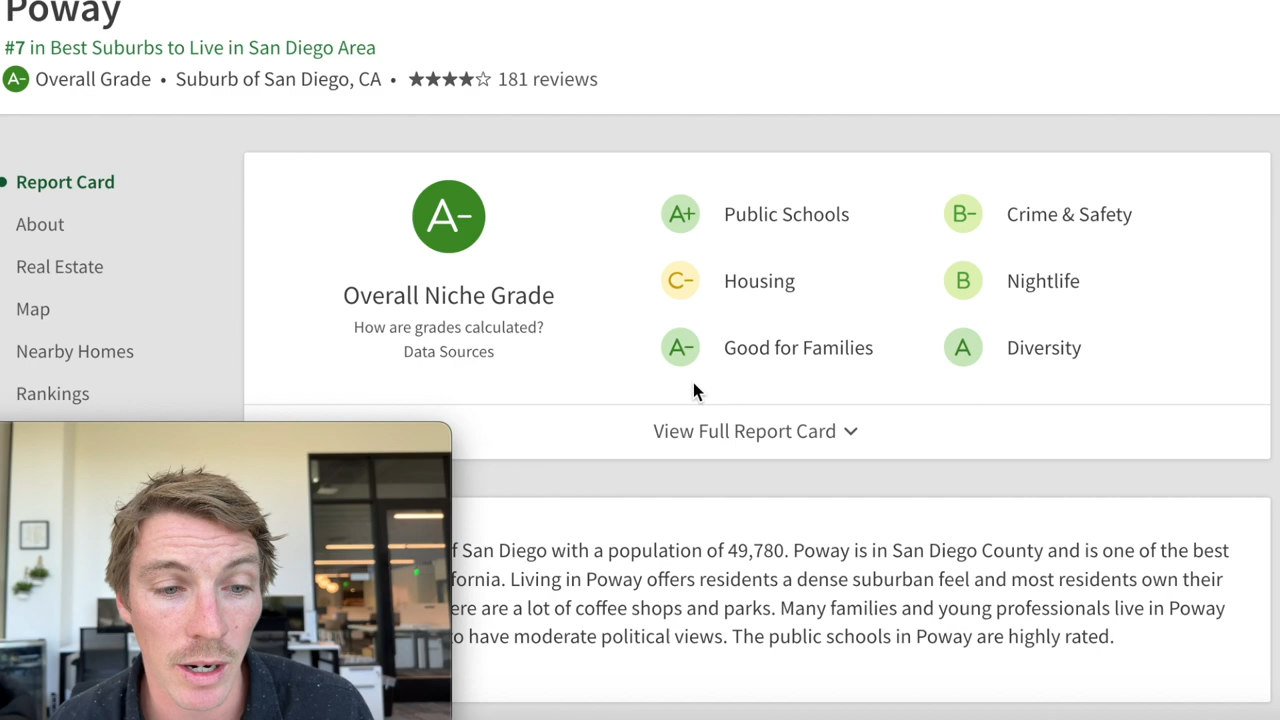 Poway
#7 in Best Suburbs to Live in San Diego Area
A- Overall Grade • Suburb of San Diego, CA • ★★★★☆ 181 reviews
Report Card
About
Real Estate
Map
Nearby Homes
Rankings
A-
Overall Niche Grade
How are grades calculated?
Data Sources
A+ Public Schools
C- Housing
A- Good for Families
B- Crime & Safety
B Nightlife
A Diversity
View Full Report Card
f San Diego with a population of 49,780. Poway is in San Diego County and is one of the best
fornia. Living in Poway offers residents a dense suburban feel and most residents own their
ere are a lot of coffee shops and parks. Many families and young professionals live in Poway
o have moderate political views. The public schools in Poway are highly rated.